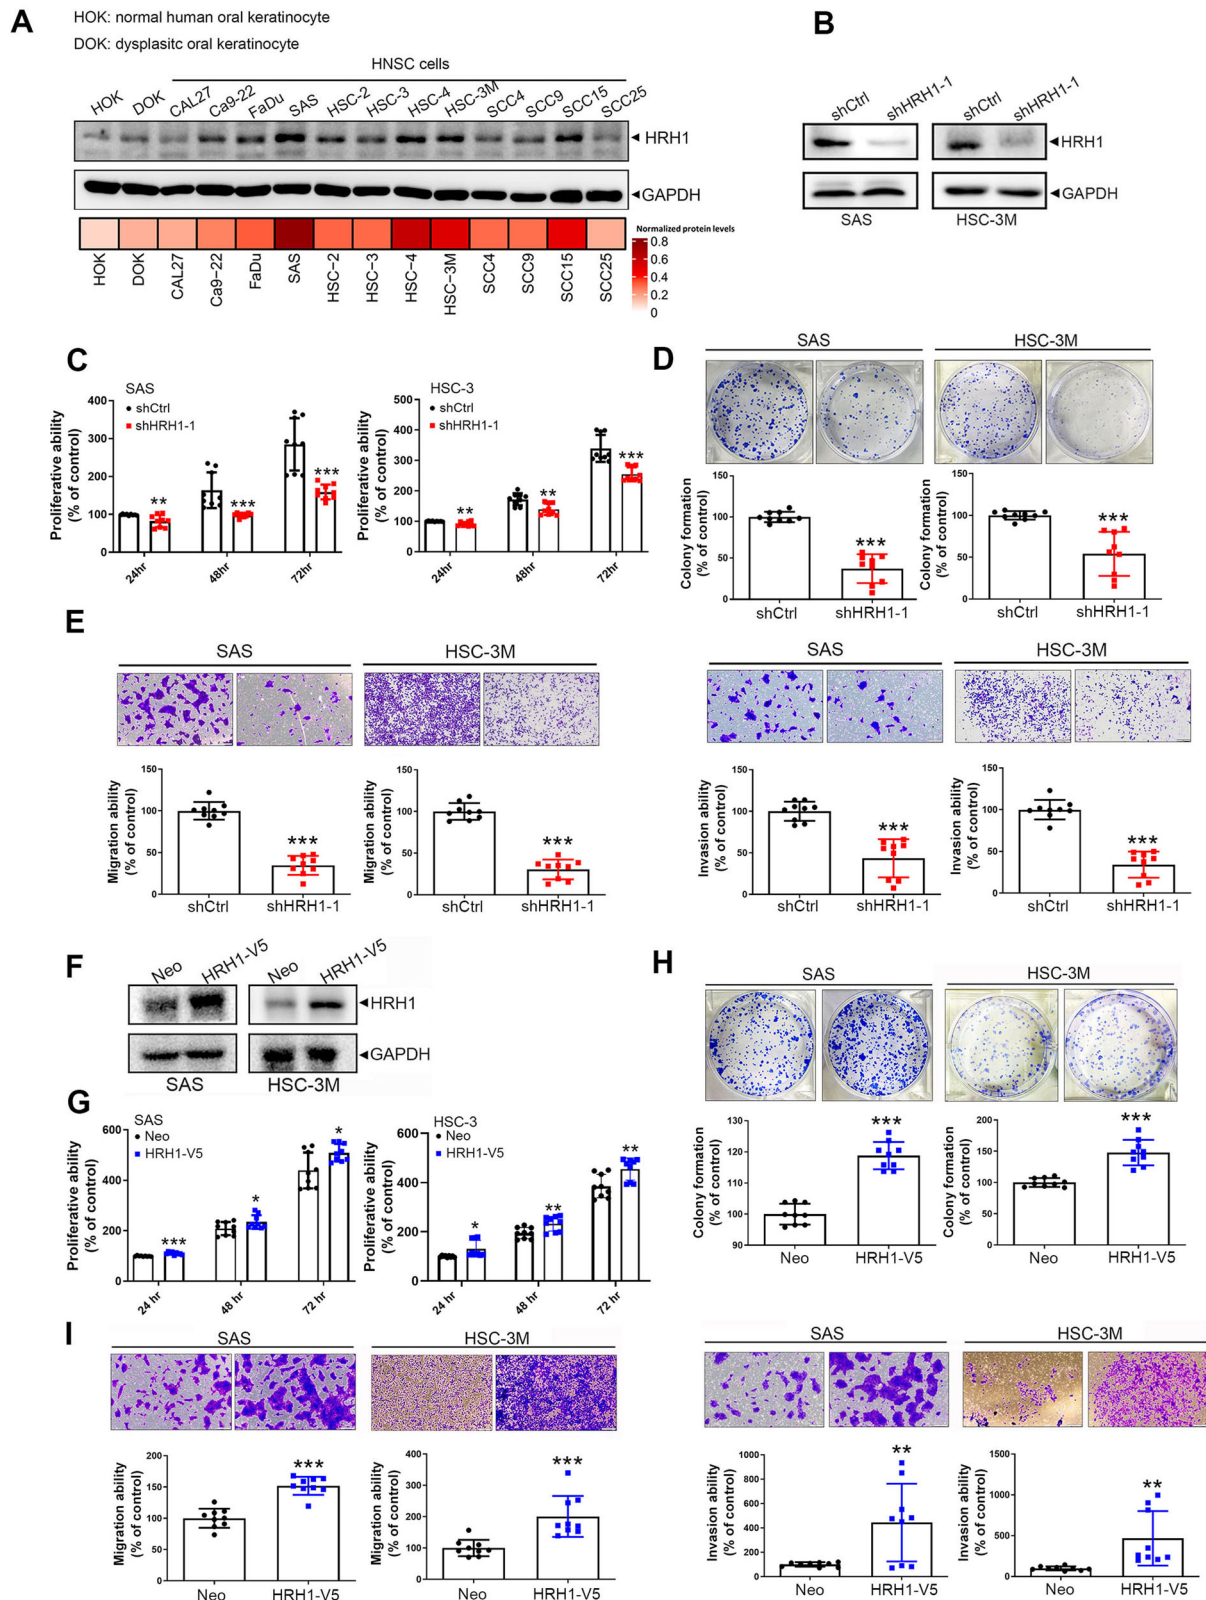 A
HOK: normal human oral keratinocyte
DOK: dysplasitc oral keratinocyte
HNSC cells
HOK DOK CAL27 Ca9-22 FaDu SAS HSC-2 HSC-3 HSC-4 HSC-3M SCC4 SCC9 SCC15 SCC25
HRH1
GAPDH
Normalized protein levels
0.8
0.6
0.4
0.2
0
HOK DOK CAL27 Ca9-22 FaDu SAS HSC-2 HSC-3 HSC-4 HSC-3M SCC4 SCC9 SCC15 SCC25
B
shCtrl shHRH1-1 shCtrl shHRH1-1
HRH1
GAPDH
SAS HSC-3M
C
SAS
shCtrl
shHRH1-1
Proliferative ability
(% of control)
400
300
200
100
0
** *** ***
24hr 48hr 72hr
HSC-3
shCtrl
shHRH1-1
Proliferative ability
(% of control)
500
400
300
200
100
0
** ** ***
24hr 48hr 72hr
D
SAS HSC-3M
Colony formation
(% of control)
150
100
50
0
***
shCtrl shHRH1-1
Colony formation
(% of control)
150
100
50
0
***
shCtrl shHRH1-1
E
SAS HSC-3M
Migration ability
(% of control)
150
100
50
0
***
shCtrl shHRH1-1
Migration ability
(% of control)
150
100
50
0
***
shCtrl shHRH1-1
SAS HSC-3M
Invasion ability
(% of control)
150
100
50
0
***
shCtrl shHRH1-1
Invasion ability
(% of control)
150
100
50
0
***
shCtrl shHRH1-1
F
Neo HRH1-V5 Neo HRH1-V5
HRH1
GAPDH
SAS HSC-3M
G
SAS
Neo
HRH1-V5
Proliferative ability
(% of control)
600
400
200
0
*** * *
24 hr 48 hr 72 hr
HSC-3
Neo
HRH1-V5
Proliferative ability
(% of control)
600
400
200
0
* ** **
24 hr 48 hr 72 hr
H
SAS HSC-3M
Colony formation
(% of control)
130
120
110
100
90
***
Neo HRH1-V5
Colony formation
(% of control)
200
150
100
50
0
***
Neo HRH1-V5
I
SAS HSC-3M
Migration ability
(% of control)
200
150
100
50
0
***
Neo HRH1-V5
Migration ability
(% of control)
400
300
200
100
0
***
Neo HRH1-V5
SAS HSC-3M
Invasion ability
(% of control)
1000
800
600
400
200
0
**
Neo HRH1-V5
Invasion ability
(% of control)
1500
1000
500
0
**
Neo HRH1-V5